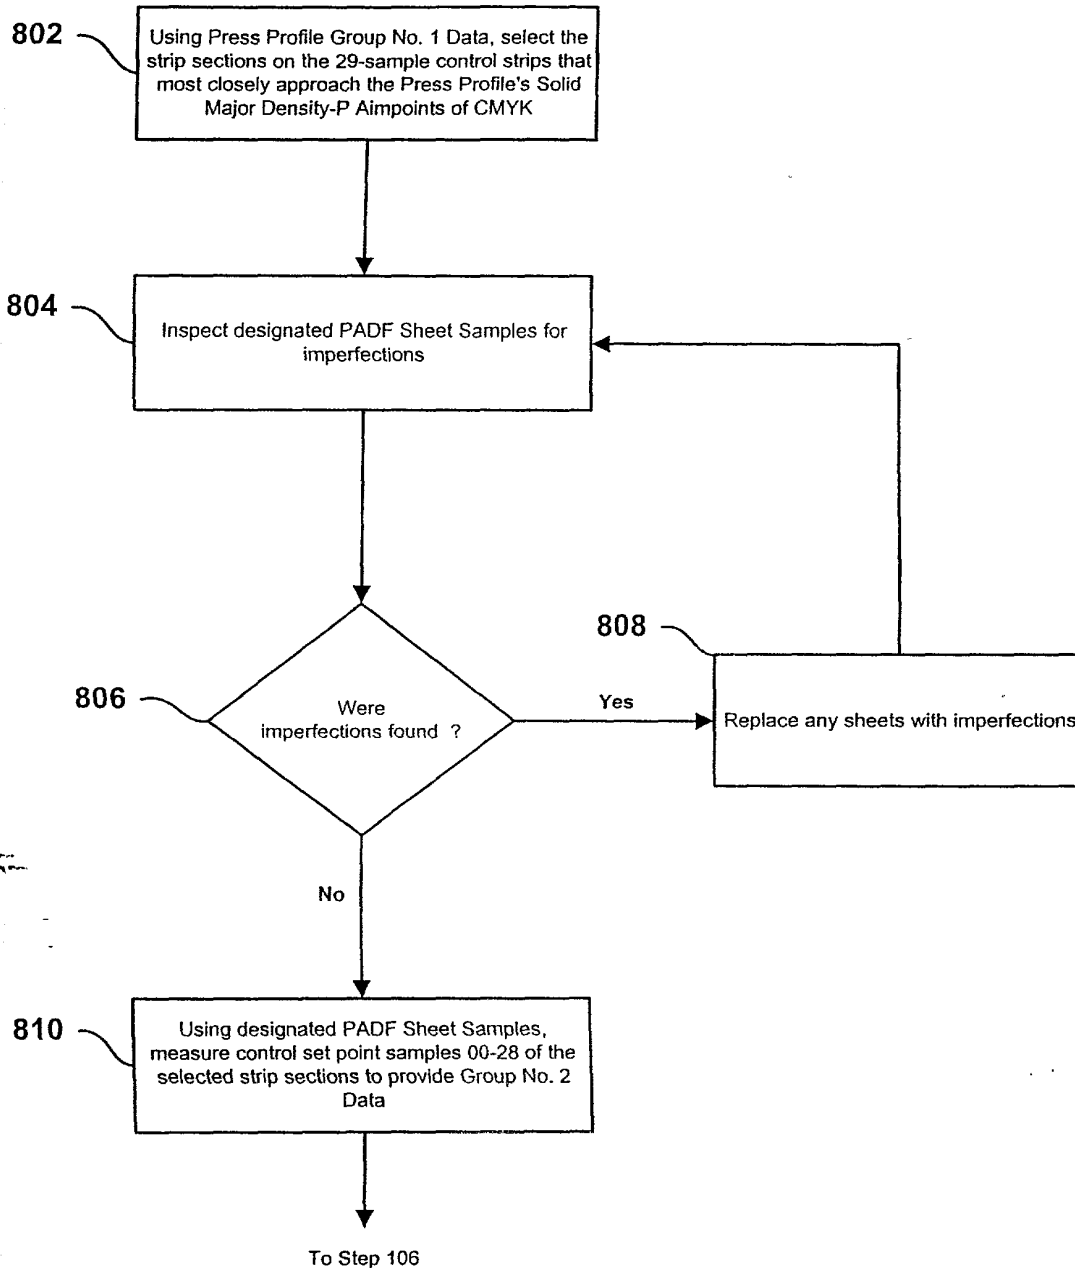 802
Using Press Profile Group No. 1 Data, select the
strip sections on the 29-sample control strips that
most closely approach the Press Profile's Solid
Major Density-P Aimpoints of CMYK
804
Inspect designated PADF Sheet Samples for
imperfections
806
Were
imperfections found ?
Yes
808
Replace any sheets with imperfections
No
810
Using designated PADF Sheet Samples,
measure control set point samples 00-28 of the
selected strip sections to provide Group No. 2
Data
To Step 106